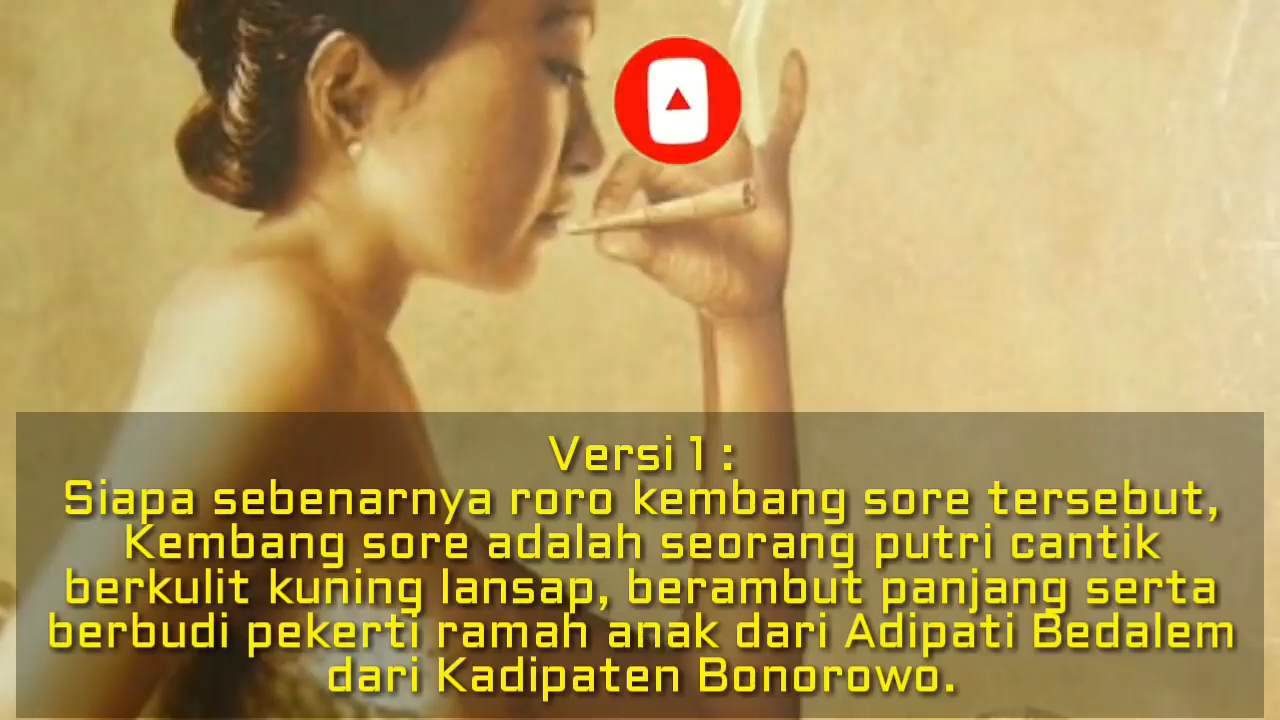 Versi 1 :
Siapa sebenarnya roro kembang sore tersebut,
Kembang sore adalah seorang putri cantik
berkulit kuning lansap, berambut panjang serta
berbudi pekerti ramah anak dari Adipati Bedalem
dari Kadipaten Bonorowo.